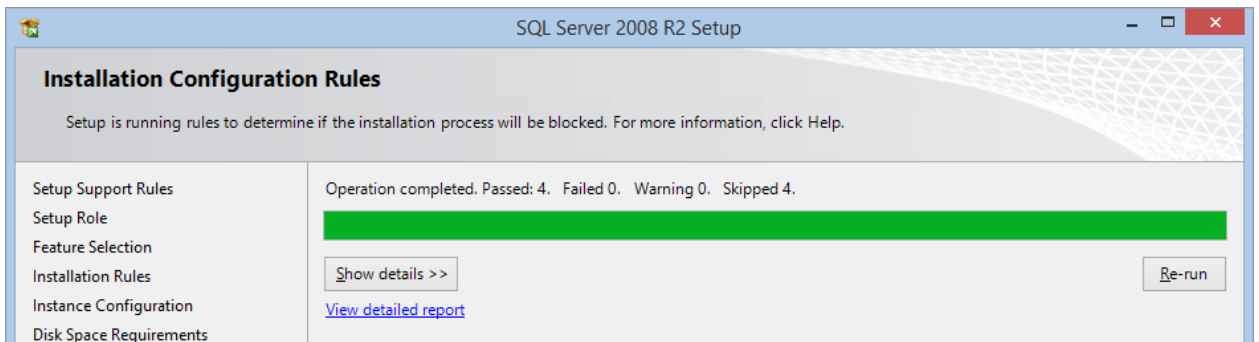 SQL Server 2008 R2 Setup
Installation Configuration Rules
Setup is running rules to determine if the installation process will be blocked. For more information, click Help.
Setup Support Rules
Setup Role
Feature Selection
Installation Rules
Instance Configuration
Disk Space Requirements
Operation completed. Passed: 4. Failed 0. Warning 0. Skipped 4.
Show details >>
Re-run
View detailed report